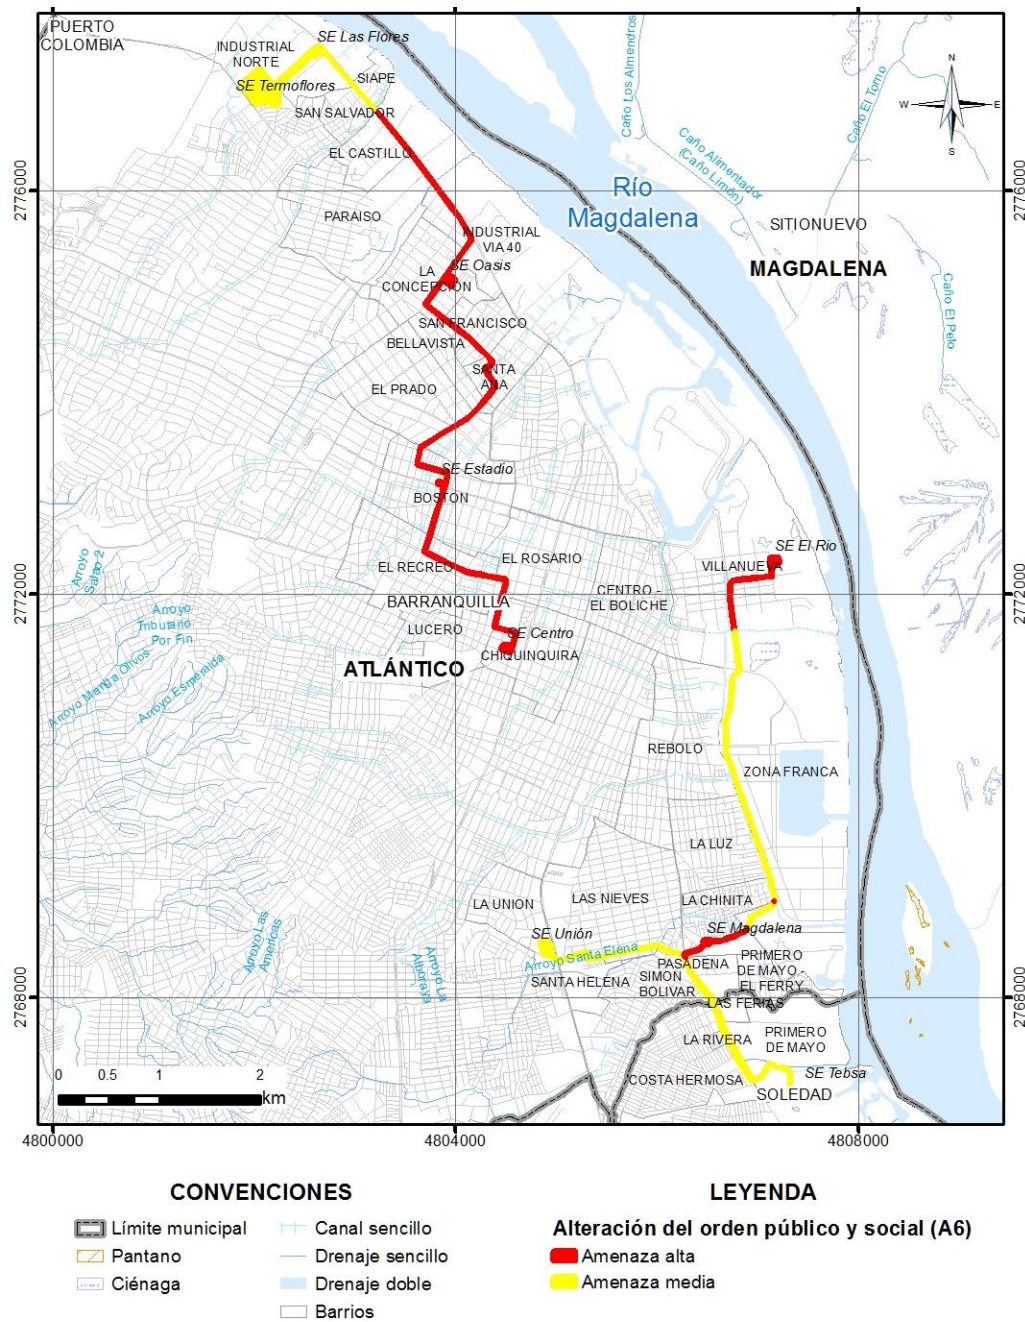 PUERTO
COLOMBIA
INDUSTRIAL
NORTE
SE Las Flores
SE Termoflores
SIAPE
SAN SALVADOR
EL CASTILLO
Caño Los Almendros
Caño El Torno
Caño Alimentador
(Caño Limón)
N
W
E
S
2776000
2776000
Río
Magdalena
PARAISO
SITIONUEVO
MAGDALENA
INDUSTRIAL
VIA 40
SE Oasis
LA
CONCEPCIÓN
Caño El Pelo
SAN FRANCISCO
BELLAVISTA
SANTA
ANA
EL PRADO
SE Estadio
BOSTON
SE El Rio
VILLANUEVA
EL ROSARIO
EL RECREO
CENTRO -
EL BOLICHE
2772000
2772000
Arroyo
Salao 2
Arroyo
Tributario
Por Fin
BARRANQUILLA
LUCERO
SE Centro
CHIQUINQUIRA
ATLÁNTICO
Arroyo Manga Olivos
Arroyo Esmeralda
REBOLO
ZONA FRANCA
LA LUZ
LAS NIEVES
LA CHINITA
LA UNION
SE Unión
SE Magdalena
Arroyo Las
Americas
Arroyo La
Alboraya
Arroyo Santa Elena
PASADENA
PRIMERO
DE MAYO -
EL FERRY
SANTA HELENA
SIMON
BOLIVAR
LAS FERIAS
2768000
2768000
LA RIVERA
PRIMERO
DE MAYO
COSTA HERMOSA
SE Tebsa
SOLEDAD
0 0.5 1 2
km
4800000 4804000 4808000
CONVENCIONES
Límite municipal
Pantano
Ciénaga
Canal sencillo
Drenaje sencillo
Drenaje doble
Barrios
LEYENDA
Alteración del orden público y social (A6)
Amenaza alta
Amenaza media